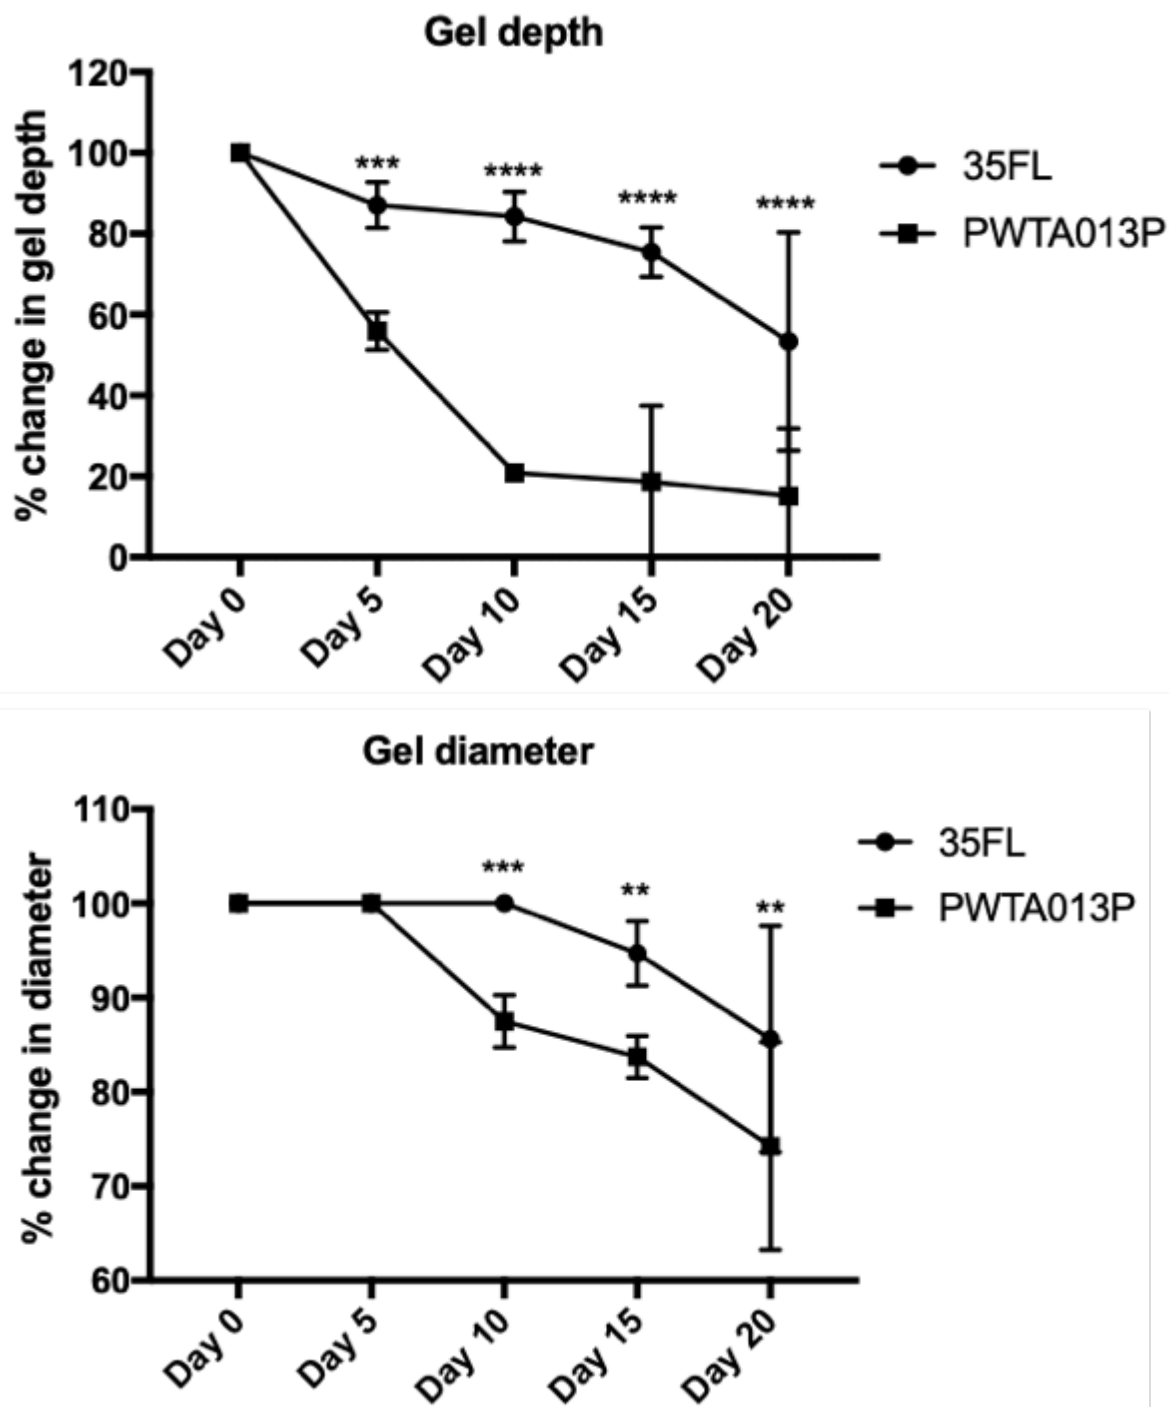 Gel depth
% change in gel depth
120
100
80
60
40
20
0
*** **** **** ****
35FL
PWTA013P
Day 0 Day 5 Day 10 Day 15 Day 20
Gel diameter
% change in diameter
110
100
90
80
70
60
*** ** **
35FL
PWTA013P
Day 0 Day 5 Day 10 Day 15 Day 20